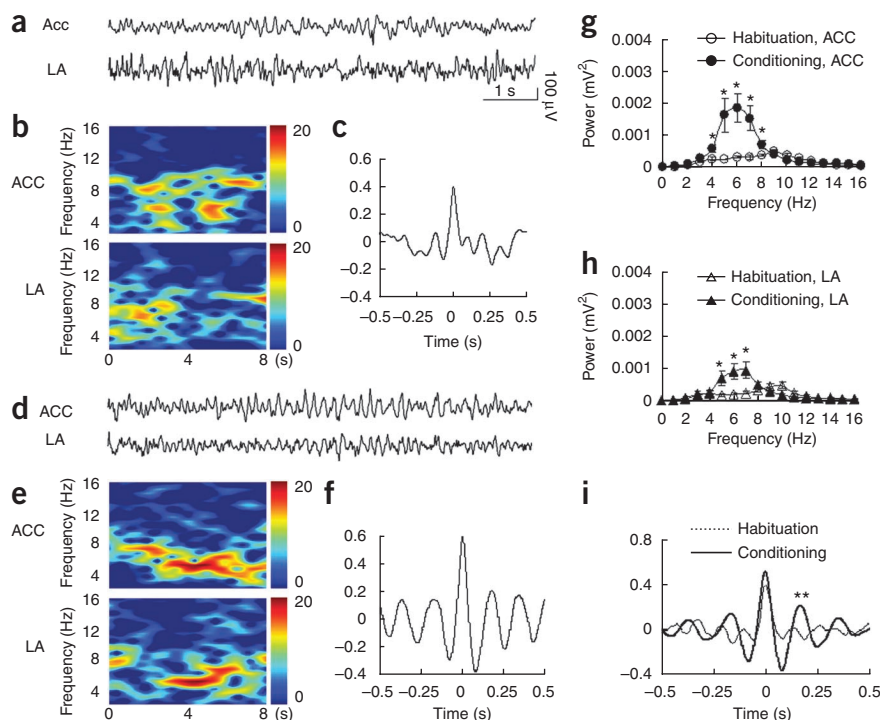 a
Acc
LA
1 s
100 µV
b
ACC
Frequency (Hz)
16
12
8
4
20
0
LA
Frequency (Hz)
16
12
8
4
20
0
0
4
8 (s)
c
0.6
0.4
0.2
0
–0.2
–0.4
–0.5 –0.25 0 0.25 0.5
Time (s)
d
ACC
LA
e
ACC
Frequency (Hz)
16
12
8
4
20
0
LA
Frequency (Hz)
16
12
8
4
20
0
0
4
8 (s)
f
0.6
0.4
0.2
0
–0.2
–0.4
–0.5 –0.25 0 0.25 0.5
Time (s)
g
Habituation, ACC
Conditioning, ACC
Power (mV²)
0.004
0.003
0.002
0.001
0
* * * * *
0 2 4 6 8 10 12 14 16
Frequency (Hz)
h
Habituation, LA
Conditioning, LA
Power (mV²)
0.004
0.003
0.002
0.001
0
* * *
0 2 4 6 8 10 12 14 16
Frequency (Hz)
i
Habituation
Conditioning
0.8
0.4
0
–0.4
**
–0.5 –0.25 0 0.25 0.5
Time (s)